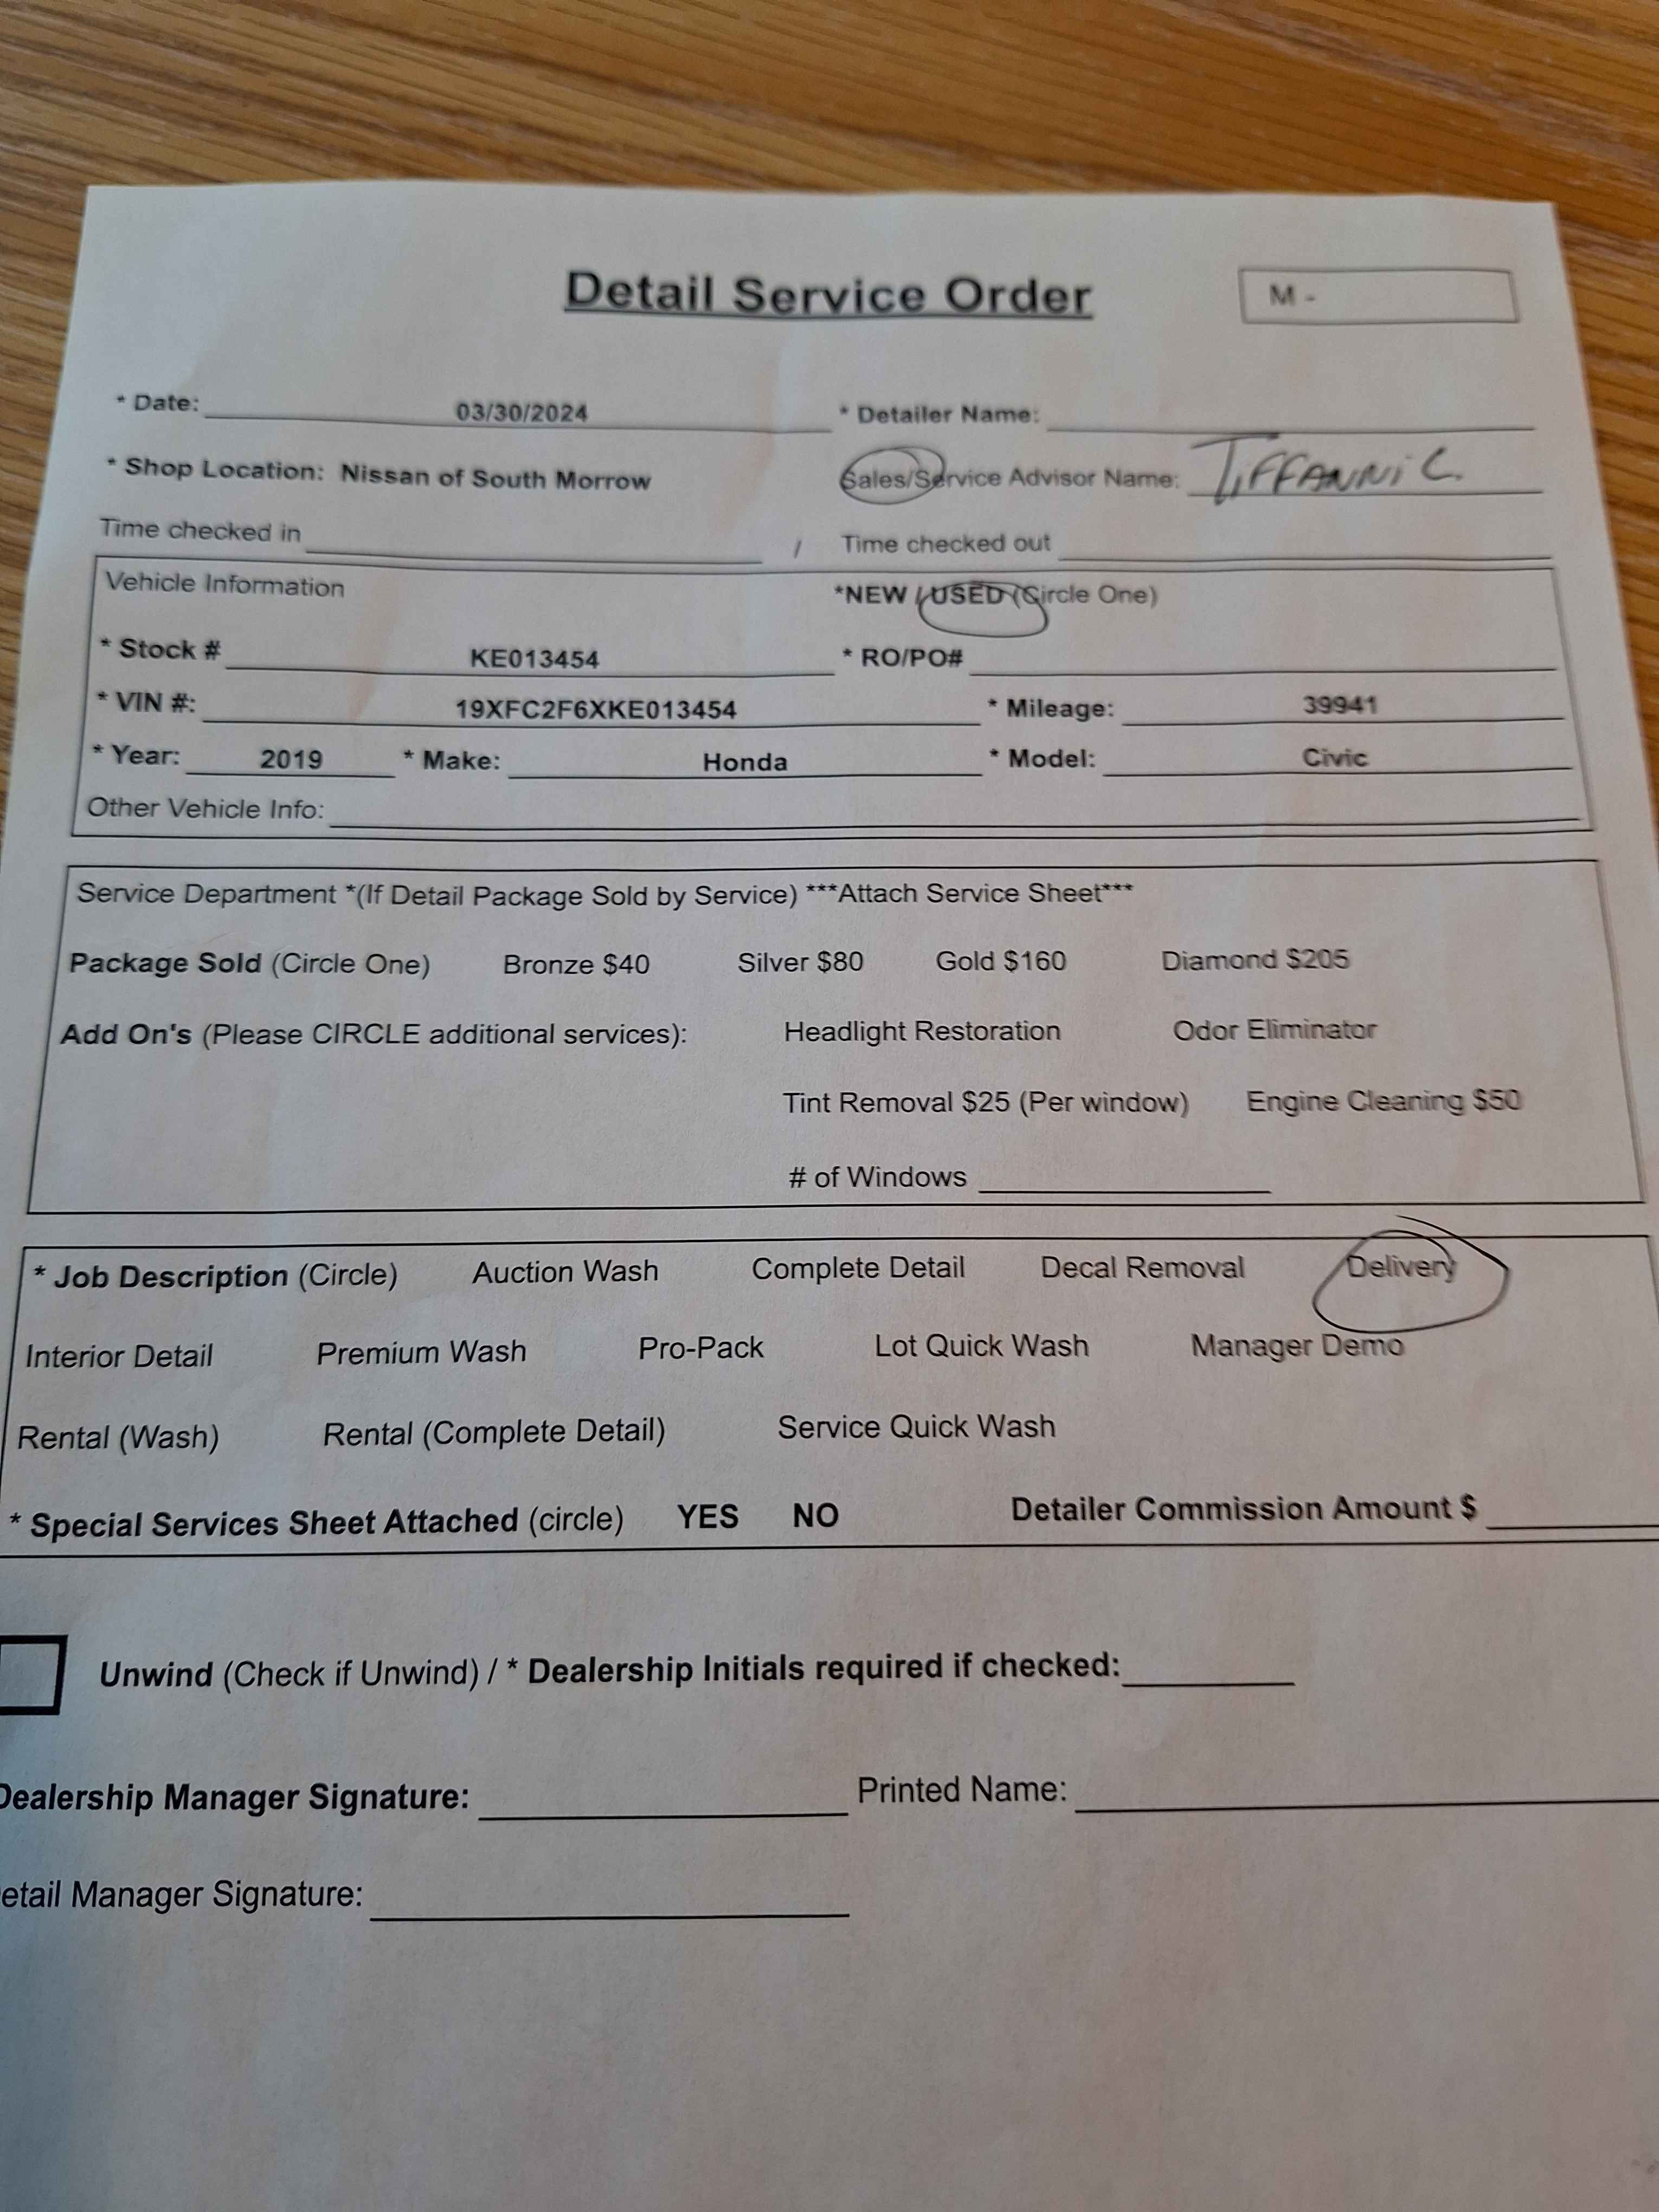 Detail Service Order
M -
* Date: 03/30/2024 * Detailer Name:
* Shop Location: Nissan of South Morrow Sales/Service Advisor Name: TIFFANNi C.
Time checked in / Time checked out
Vehicle Information *NEW / USED (Circle One)
* Stock # KE013454 * RO/PO#
* VIN #: 19XFC2F6XKE013454 * Mileage: 39941
* Year: 2019 * Make: Honda * Model: Civic
Other Vehicle Info:
Service Department *(If Detail Package Sold by Service) ***Attach Service Sheet***
Package Sold (Circle One) Bronze $40 Silver $80 Gold $160 Diamond $205
Add On's (Please CIRCLE additional services): Headlight Restoration Odor Eliminator
Tint Removal $25 (Per window) Engine Cleaning $50
# of Windows
* Job Description (Circle) Auction Wash Complete Detail Decal Removal Delivery
Interior Detail Premium Wash Pro-Pack Lot Quick Wash Manager Demo
Rental (Wash) Rental (Complete Detail) Service Quick Wash
* Special Services Sheet Attached (circle) YES NO Detailer Commission Amount $
Unwind (Check if Unwind) / * Dealership Initials required if checked:
Dealership Manager Signature: Printed Name:
etail Manager Signature: